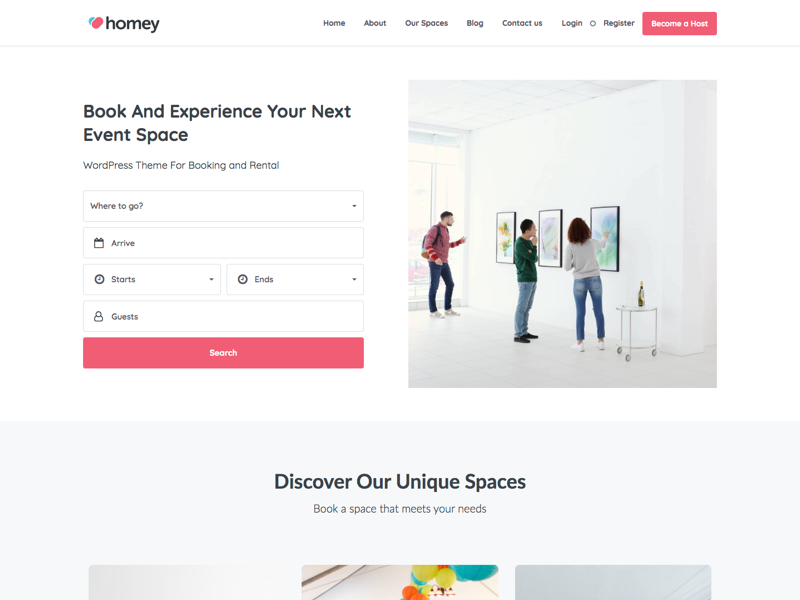 homey
Home About Our Spaces Blog Contact us Login Register Become a Host
Book And Experience Your Next
Event Space
WordPress Theme For Booking and Rental
Where to go?
Arrive
Starts Ends
Guests
Search
Discover Our Unique Spaces
Book a space that meets your needs